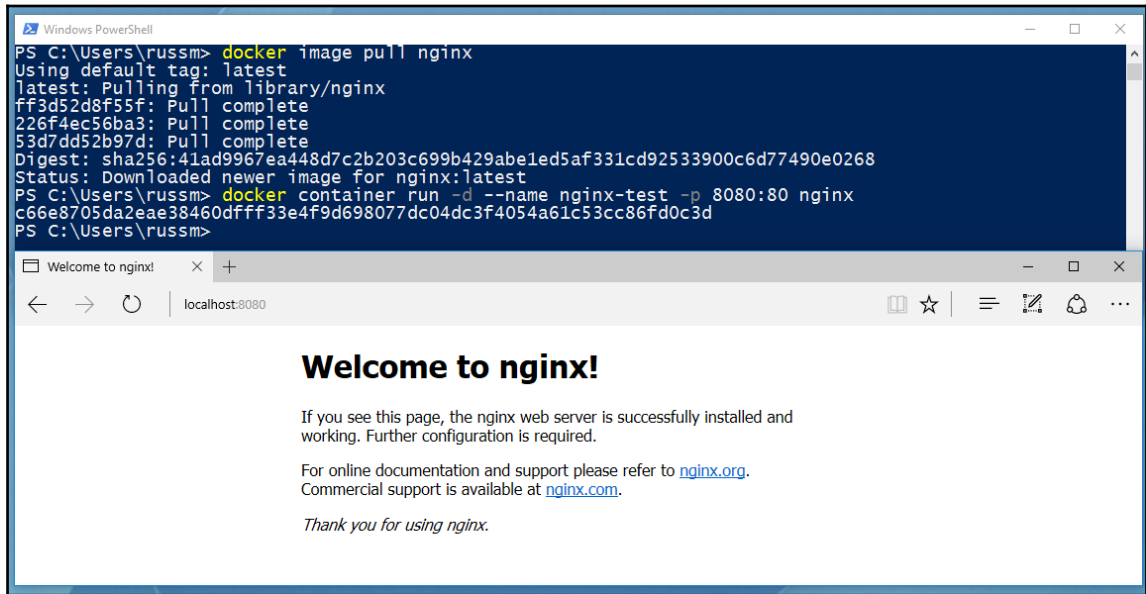 Windows PowerShell
PS C:\Users\russm> docker image pull nginx
Using default tag: latest
latest: Pulling from library/nginx
ff3d52d8f55f: Pull complete
226f4ec56ba3: Pull complete
53d7dd52b97d: Pull complete
Digest: sha256:41ad9967ea448d7c2b203c699b429abe1ed5af331cd92533900c6d77490e0268
Status: Downloaded newer image for nginx:latest
PS C:\Users\russm> docker container run -d --name nginx-test -p 8080:80 nginx
c66e8705da2eae38460dfff33e4f9d698077dc04dc3f4054a61c53cc86fd0c3d
PS C:\Users\russm>
Welcome to nginx!
localhost:8080
Welcome to nginx!
If you see this page, the nginx web server is successfully installed and
working. Further configuration is required.
For online documentation and support please refer to nginx.org.
Commercial support is available at nginx.com.
Thank you for using nginx.